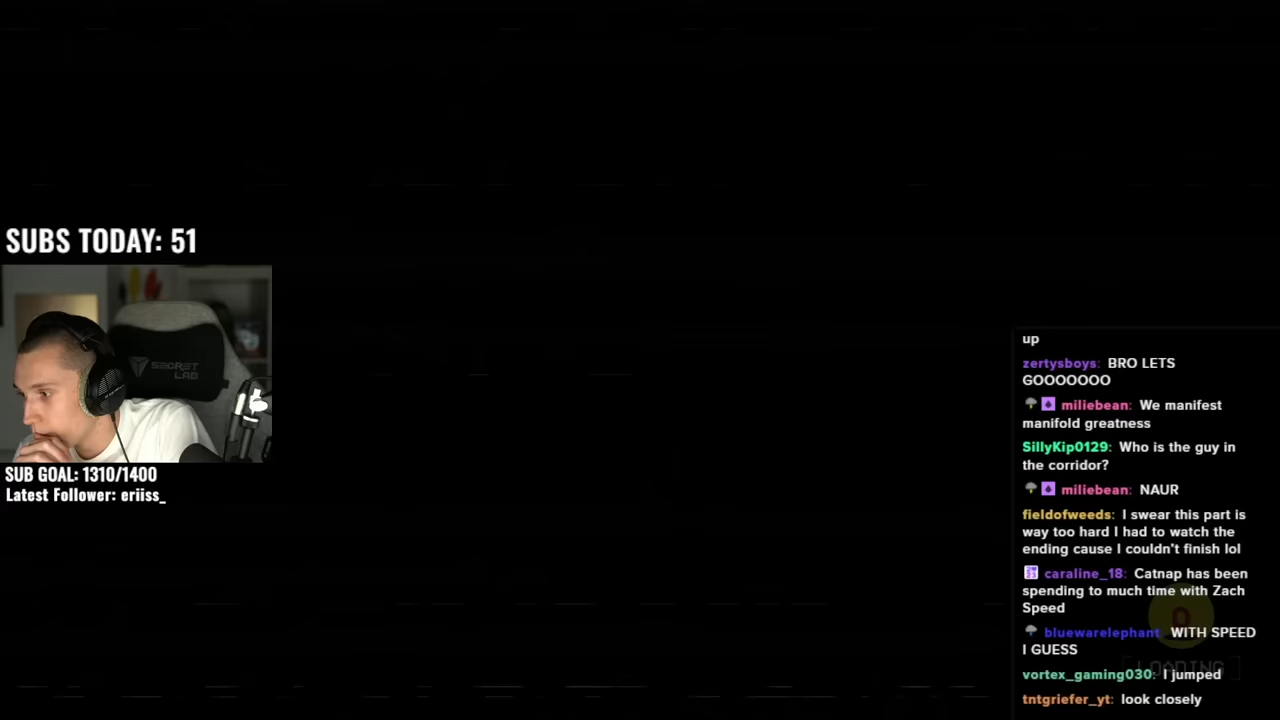 SUBS TODAY: 51
SECRET
LAB
SUB GOAL: 1310/1400
Latest Follower: eriiss_
up
zertysboys: BRO LETS
GOOOOOOO
miliebean: We manifest
manifold greatness
SillyKip0129: Who is the guy in
the corridor?
miliebean: NAUR
fieldofweeds: I swear this part is
way too hard I had to watch the
ending cause I couldn't finish lol
caraline_18: Catnap has been
spending to much time with Zach
Speed
bluewarelephant WITH SPEED
I GUESS
LOADING
vortex_gaming030: I jumped
tntgriefer_yt: look closely